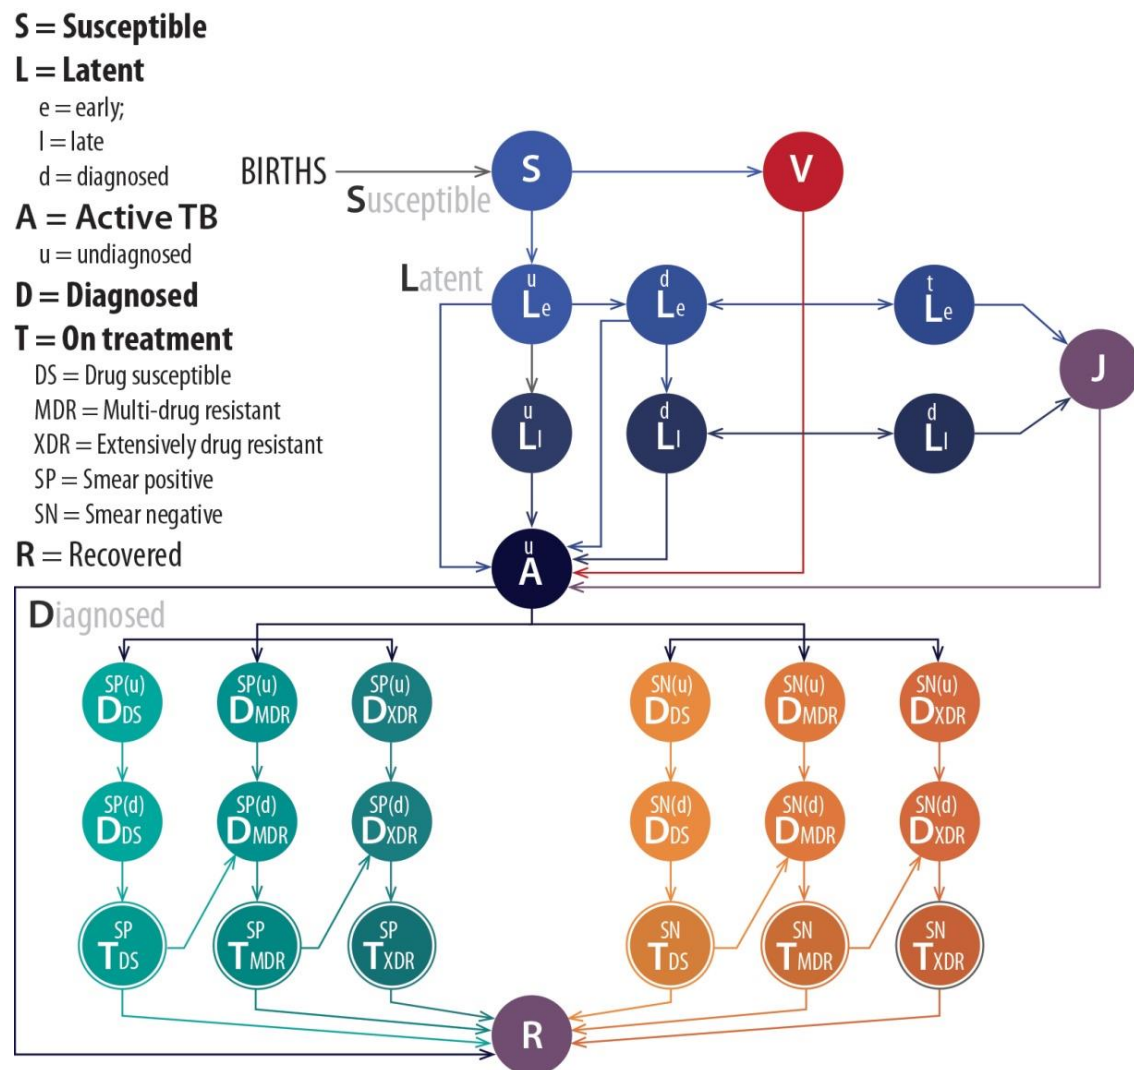 S = Susceptible
L = Latent
e = early;
l = late
d = diagnosed
A = Active TB
u = undiagnosed
D = Diagnosed
T = On treatment
DS = Drug susceptible
MDR = Multi-drug resistant
XDR = Extensively drug resistant
SP = Smear positive
SN = Smear negative
R = Recovered
BIRTHS
S
V
Susceptible
Latent
u
Le
d
Le
t
Le
J
u
Ll
d
Ll
d
Ll
u
A
Diagnosed
SP(u)
DDS
SP(u)
DMDR
SP(u)
DXDR
SN(u)
DDS
SN(u)
DMDR
SN(u)
DXDR
SP(d)
DDS
SP(d)
DMDR
SP(d)
DXDR
SN(d)
DDS
SN(d)
DMDR
SN(d)
DXDR
SP
TDS
SP
TMDR
SP
TXDR
SN
TDS
SN
TMDR
SN
TXDR
R